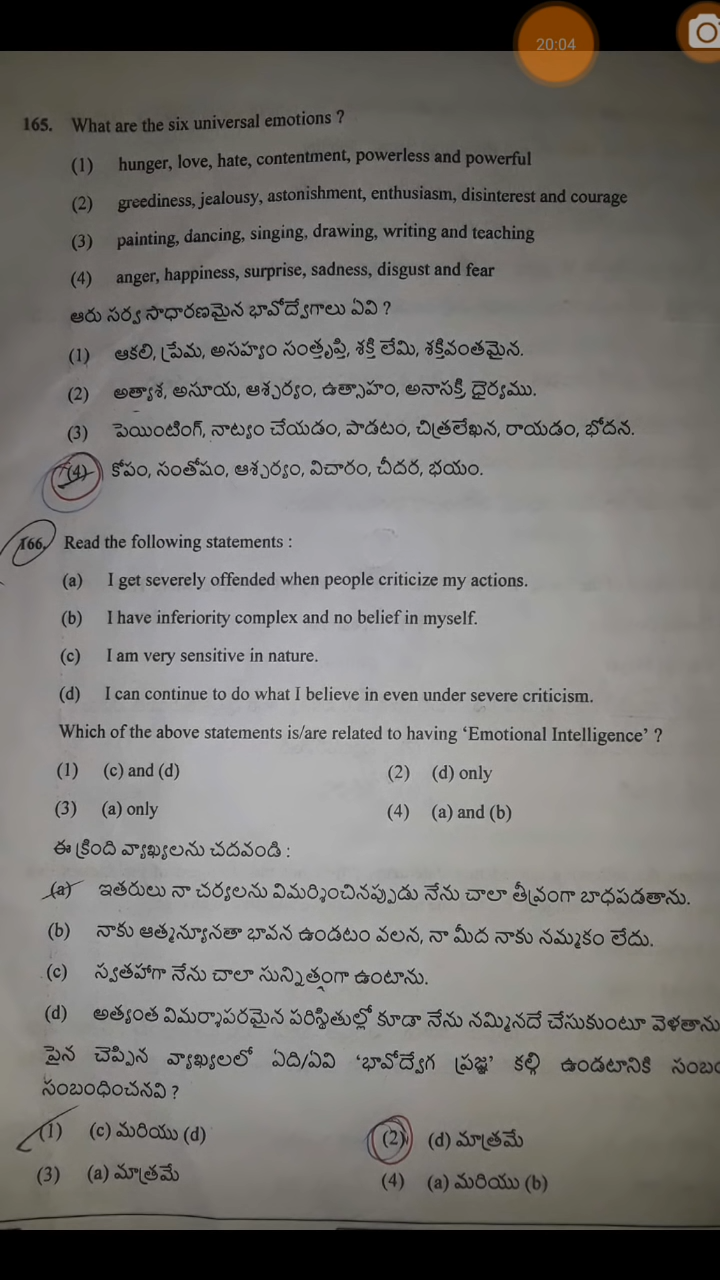 20:04
165. What are the six universal emotions ?
(1) hunger, love, hate, contentment, powerless and powerful
(2) greediness, jealousy, astonishment, enthusiasm, disinterest and courage
(3) painting, dancing, singing, drawing, writing and teaching
(4) anger, happiness, surprise, sadness, disgust and fear
ఆరు సర్వ సాధారణమైన భావోద్వేగాలు ఏవి ?
(1) ఆకలి, ప్రేమ, అసహ్యం సంతృప్తి, శక్తి లేమి, శక్తివంతమైన.
(2) అత్యాశ, అసూయ, ఆశ్చర్యం, ఉత్సాహం, అనాసక్తి, ధైర్యము.
(3) పెయింటింగ్, నాట్యం చేయడం, పాడటం, చిత్రలేఖన, రాయడం, భోదన.
(4) కోపం, సంతోషం, ఆశ్చర్యం, విచారం, చీదర, భయం.
166. Read the following statements :
(a) I get severely offended when people criticize my actions.
(b) I have inferiority complex and no belief in myself.
(c) I am very sensitive in nature.
(d) I can continue to do what I believe in even under severe criticism.
Which of the above statements is/are related to having ‘Emotional Intelligence’ ?
(1) (c) and (d) (2) (d) only
(3) (a) only (4) (a) and (b)
ఈ క్రింది వ్యాఖ్యలను చదవండి :
(a) ఇతరులు నా చర్యలను విమర్శించినప్పుడు నేను చాలా తీవ్రంగా బాధపడతాను.
(b) నాకు ఆత్మన్యూనతా భావన ఉండటం వలన, నా మీద నాకు నమ్మకం లేదు.
(c) స్వతహాగా నేను చాలా సున్నితంగా ఉంటాను.
(d) అత్యంత విమర్శాపరమైన పరిస్థితుల్లో కూడా నేను నమ్మినదే చేసుకుంటూ వెళతాను
పైన చెప్పిన వ్యాఖ్యలలో ఏది/ఏవి ‘భావోద్వేగ ప్రజ్ఞ’ కల్గి ఉండటానికి
సంబంధించనవి ?
(1) (c) మరియు (d) (2) (d) మాత్రమే
(3) (a) మాత్రమే (4) (a) మరియు (b)